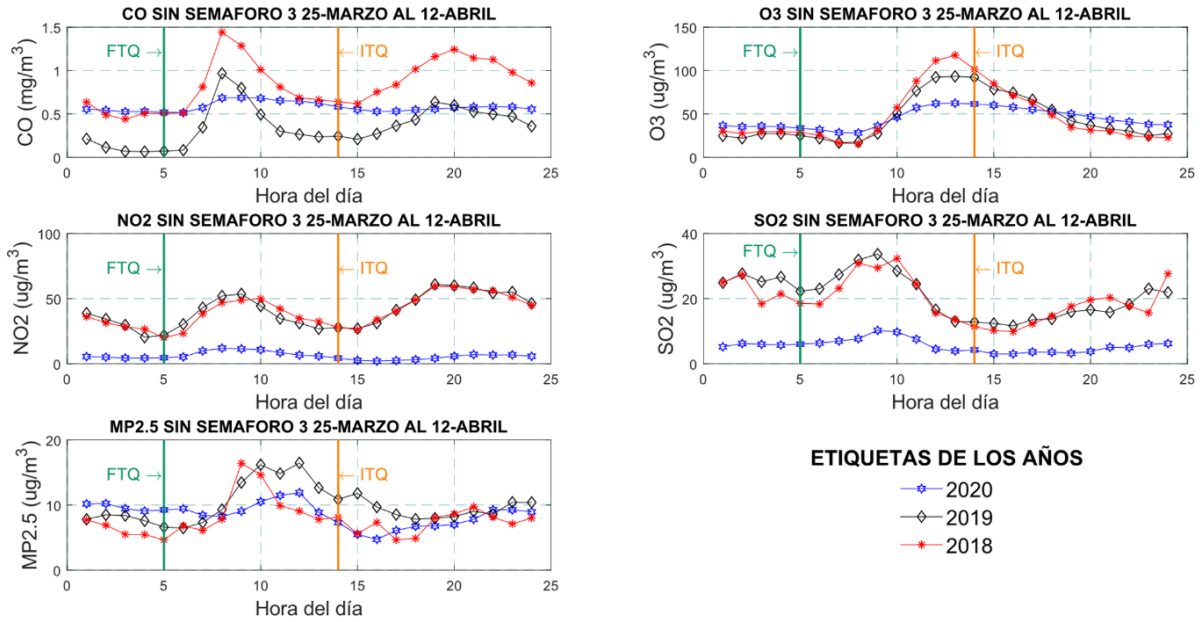 CO SIN SEMAFORO 3 25-MARZO AL 12-ABRIL
1.5
1
0.5
0
CO (mg/m³)
FTQ→
←ITQ
0 5 10 15 20 25
Hora del día
O3 SIN SEMAFORO 3 25-MARZO AL 12-ABRIL
150
100
50
0
O3 (ug/m³)
FTQ→
←ITQ
0 5 10 15 20 25
Hora del día
NO2 SIN SEMAFORO 3 25-MARZO AL 12-ABRIL
100
50
0
NO2 (ug/m³)
FTQ→
←ITQ
0 5 10 15 20 25
Hora del día
SO2 SIN SEMAFORO 3 25-MARZO AL 12-ABRIL
40
20
0
SO2 (ug/m³)
FTQ→
←ITQ
0 5 10 15 20 25
Hora del día
MP2.5 SIN SEMAFORO 3 25-MARZO AL 12-ABRIL
20
10
0
MP2.5 (ug/m³)
FTQ→
←ITQ
0 5 10 15 20 25
Hora del día
ETIQUETAS DE LOS AÑOS
2020
2019
2018